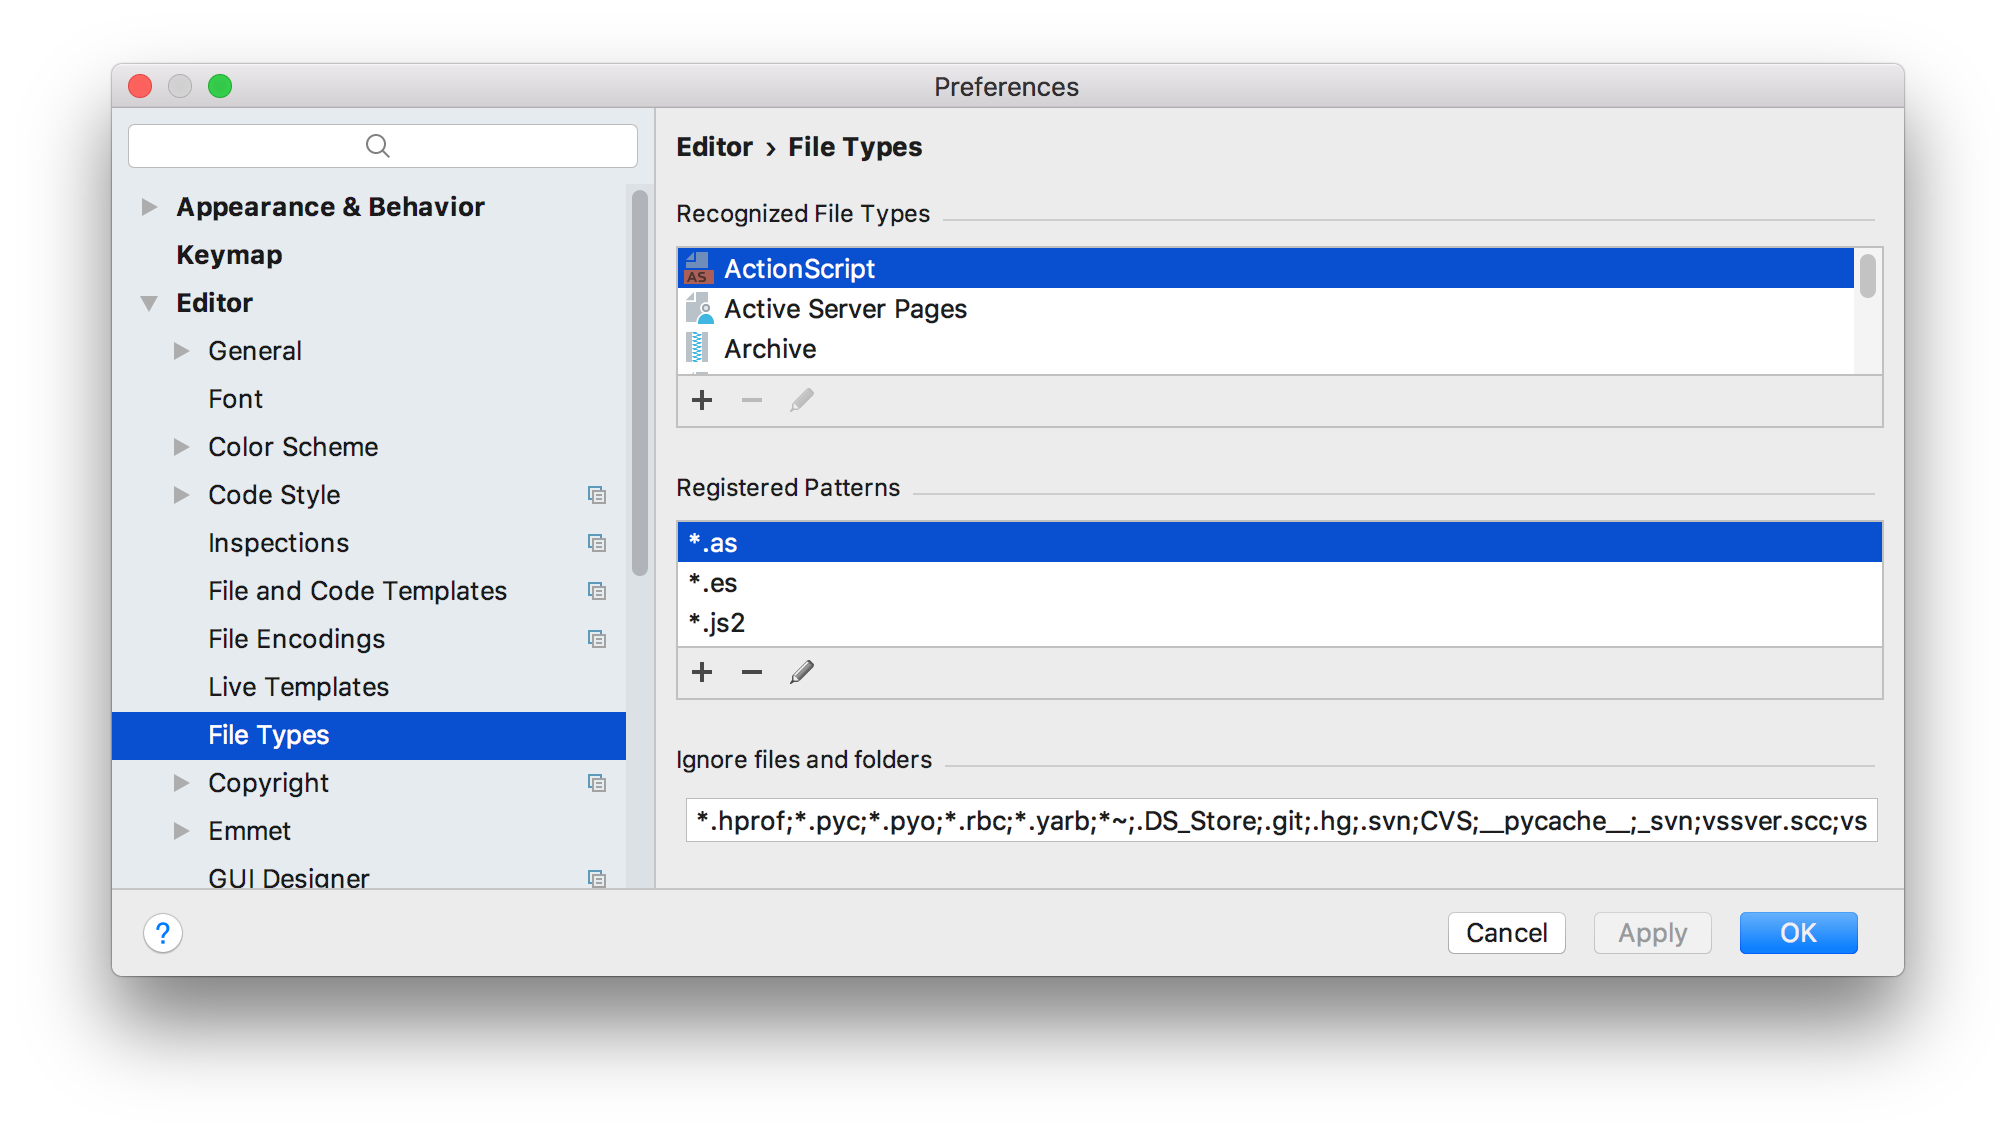 Preferences
Appearance & Behavior
Keymap
Editor
General
Font
Color Scheme
Code Style
Inspections
File and Code Templates
File Encodings
Live Templates
File Types
Copyright
Emmet
GUI Designer
Editor › File Types
Recognized File Types
AS ActionScript
Active Server Pages
Archive
Registered Patterns
*.as
*.es
*.js2
Ignore files and folders
*.hprof;*.pyc;*.pyo;*.rbc;*.yarb;*~;.DS_Store;.git;.hg;.svn;CVS;__pycache__;_svn;vssver.scc;vs
?
Cancel
Apply
OK